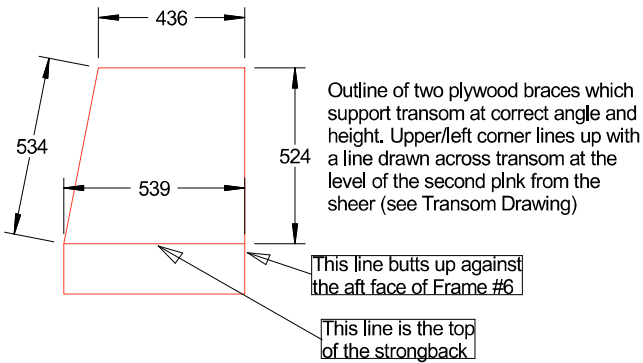 436
Outline of two plywood braces which
support transom at correct angle and
height. Upper/left corner lines up with
a line drawn across transom at the
level of the second plnk from the
sheer (see Transom Drawing)
534
524
539
This line butts up against
the aft face of Frame #6
This line is the top
of the strongback